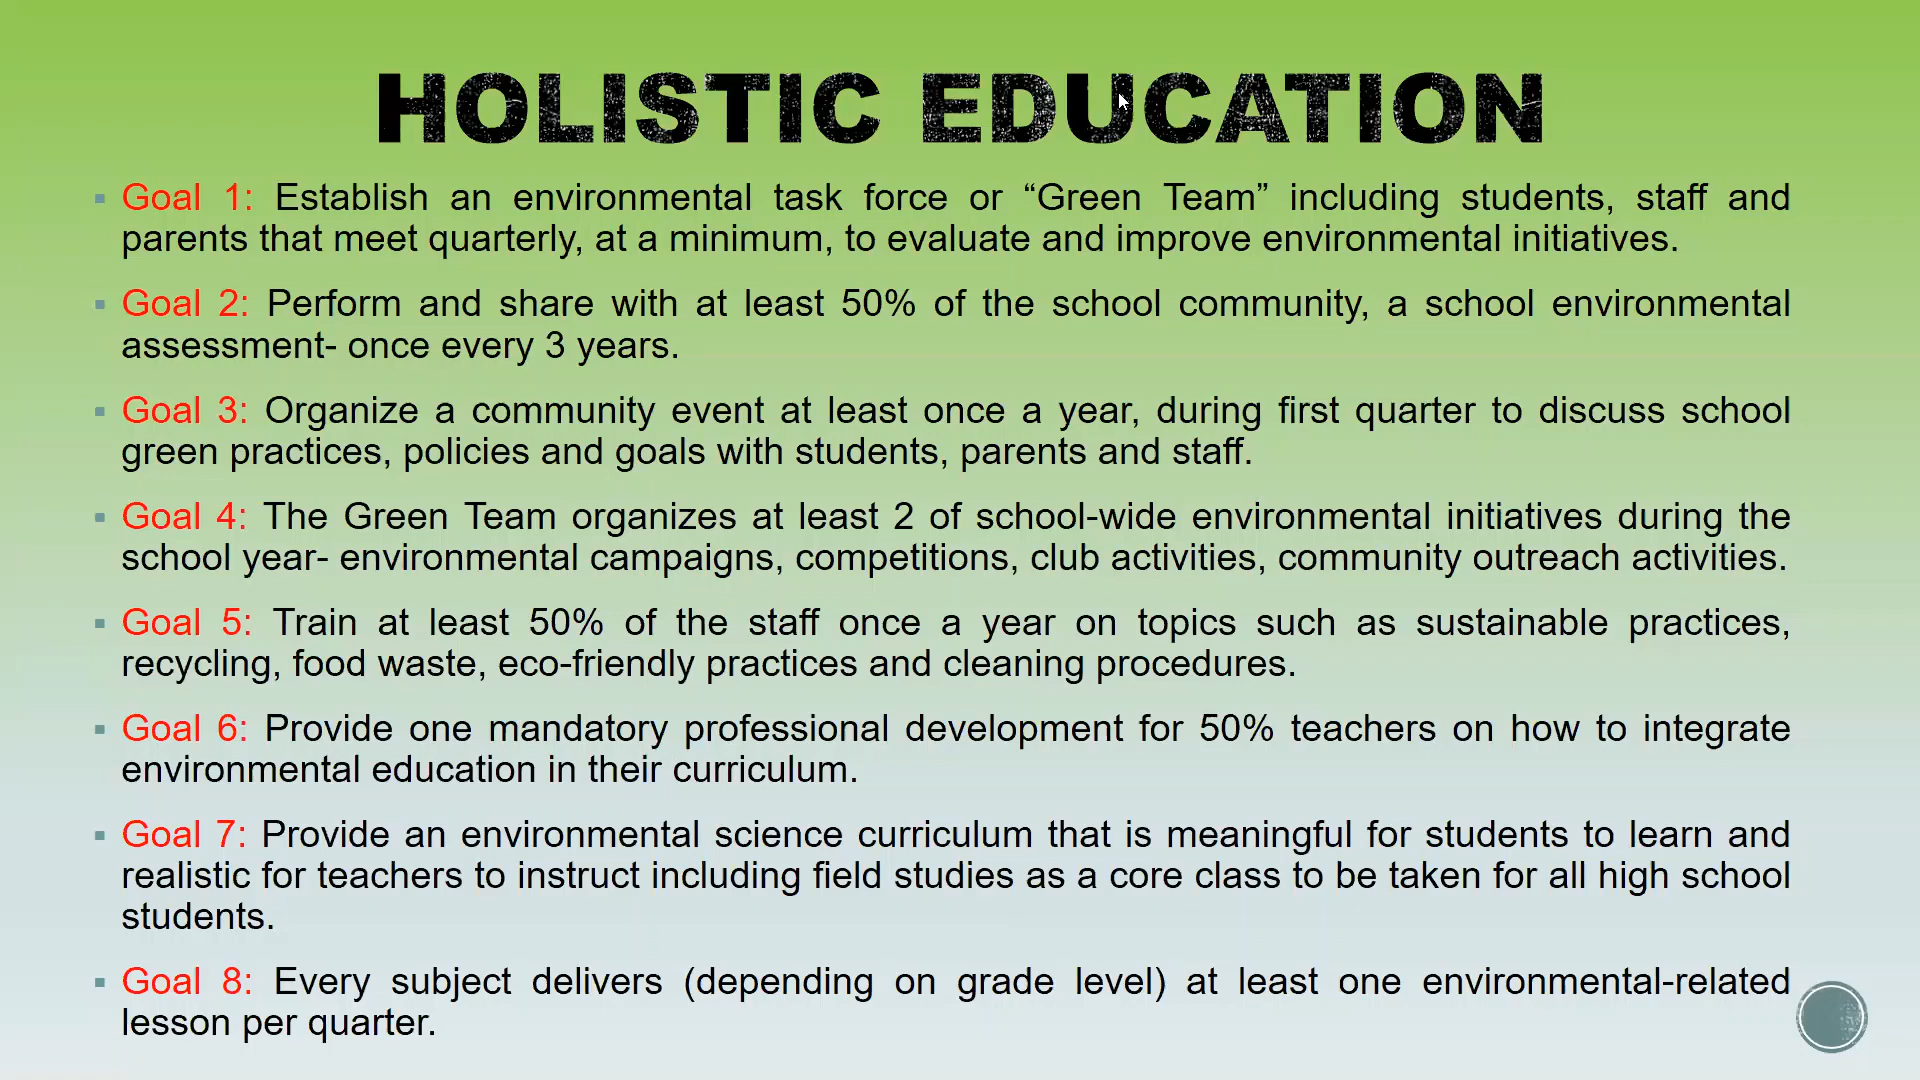 HOLISTIC EDUCATION
Goal 1: Establish an environmental task force or “Green Team” including students, staff and
parents that meet quarterly, at a minimum, to evaluate and improve environmental initiatives.
Goal 2: Perform and share with at least 50% of the school community, a school environmental
assessment- once every 3 years.
Goal 3: Organize a community event at least once a year, during first quarter to discuss school
green practices, policies and goals with students, parents and staff.
Goal 4: The Green Team organizes at least 2 of school-wide environmental initiatives during the
school year- environmental campaigns, competitions, club activities, community outreach activities.
Goal 5: Train at least 50% of the staff once a year on topics such as sustainable practices,
recycling, food waste, eco-friendly practices and cleaning procedures.
Goal 6: Provide one mandatory professional development for 50% teachers on how to integrate
environmental education in their curriculum.
Goal 7: Provide an environmental science curriculum that is meaningful for students to learn and
realistic for teachers to instruct including field studies as a core class to be taken for all high school
students.
Goal 8: Every subject delivers (depending on grade level) at least one environmental-related
lesson per quarter.